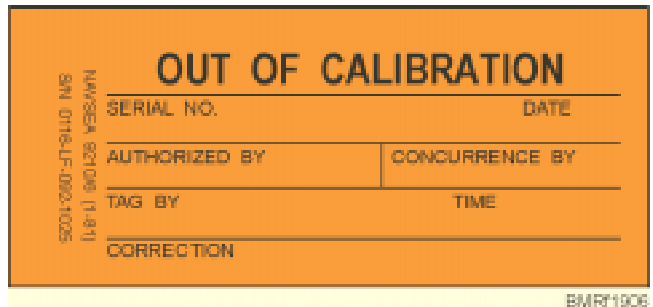 OUT OF CALIBRATION
SERIAL NO. DATE
AUTHORIZED BY CONCURRENCE BY
TAG BY TIME
CORRECTION
NAVSEA 9210/6 (1-91)
S/N 0116-LF-092-1025
BMRf1906